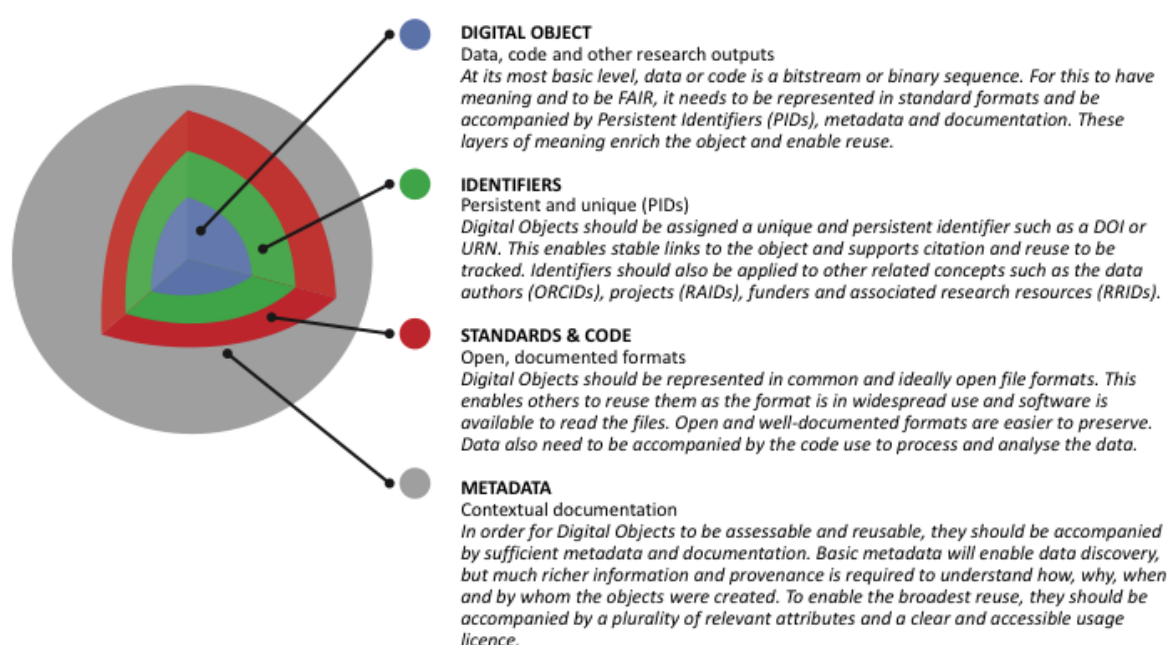 DIGITAL OBJECT
Data, code and other research outputs
At its most basic level, data or code is a bitstream or binary sequence. For this to have
meaning and to be FAIR, it needs to be represented in standard formats and be
accompanied by Persistent Identifiers (PIDs), metadata and documentation. These
layers of meaning enrich the object and enable reuse.
IDENTIFIERS
Persistent and unique (PIDs)
Digital Objects should be assigned a unique and persistent identifier such as a DOI or
URN. This enables stable links to the object and supports citation and reuse to be
tracked. Identifiers should also be applied to other related concepts such as the data
authors (ORCIDs), projects (RAIDs), funders and associated research resources (RRIDs).
STANDARDS & CODE
Open, documented formats
Digital Objects should be represented in common and ideally open file formats. This
enables others to reuse them as the format is in widespread use and software is
available to read the files. Open and well-documented formats are easier to preserve.
Data also need to be accompanied by the code use to process and analyse the data.
METADATA
Contextual documentation
In order for Digital Objects to be assessable and reusable, they should be accompanied
by sufficient metadata and documentation. Basic metadata will enable data discovery,
but much richer information and provenance is required to understand how, why, when
and by whom the objects were created. To enable the broadest reuse, they should be
accompanied by a plurality of relevant attributes and a clear and accessible usage
licence.